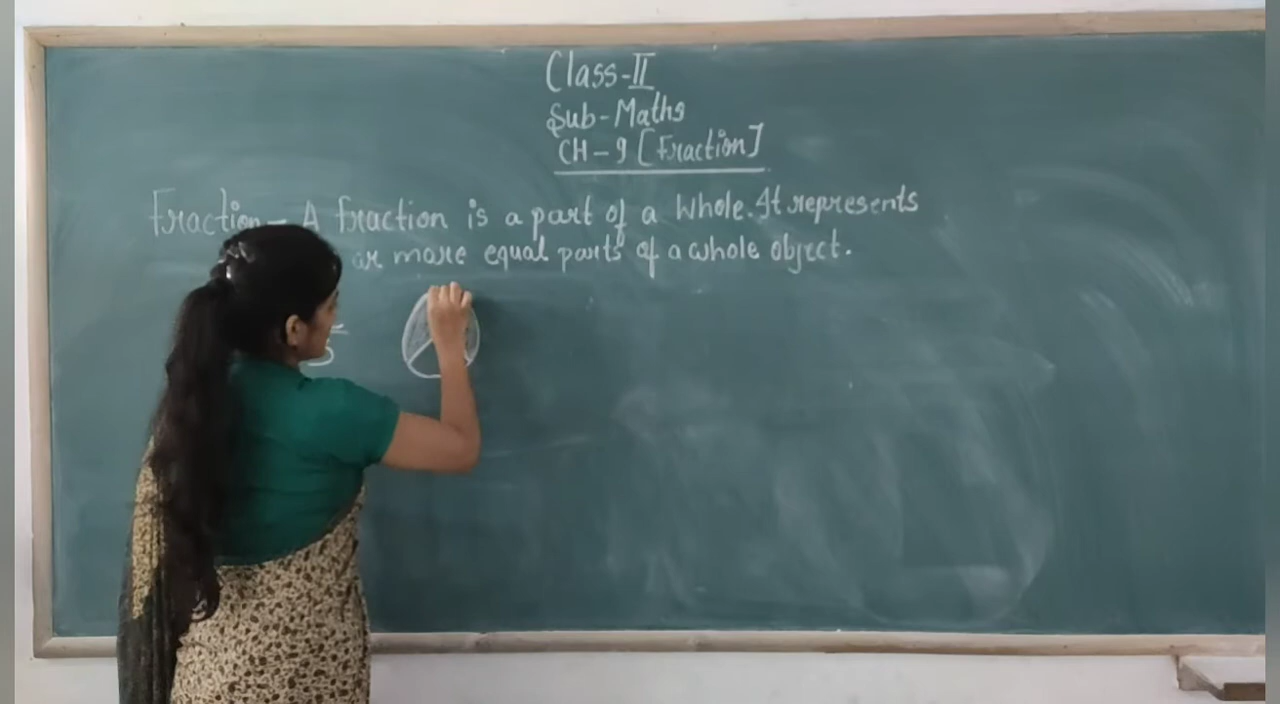 Class-II
Sub-Maths
CH-9 [Fraction]
Fraction - A fraction is a part of a whole. It represents
or more equal parts of a whole object.
5